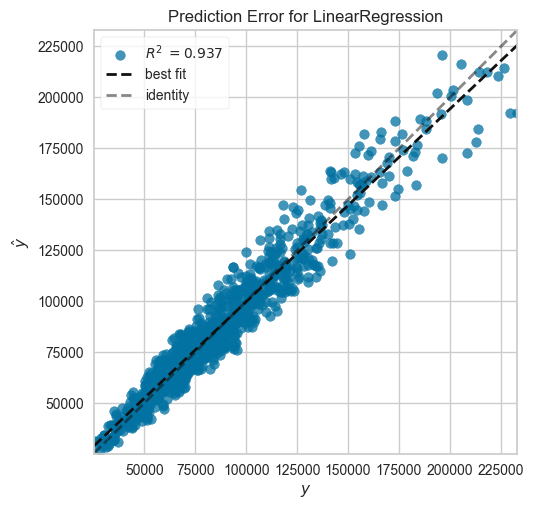 Prediction Error for LinearRegression
R² = 0.937
best fit
identity
225000
200000
175000
150000
125000
100000
75000
50000
ŷ
50000 75000 100000 125000 150000 175000 200000 225000
y